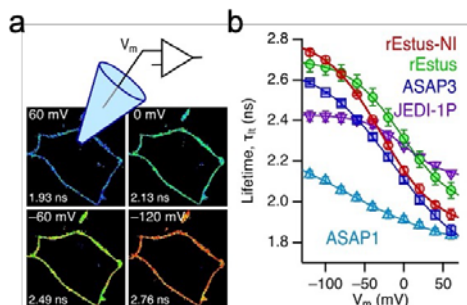 a
Vm
60 mV
1.93 ns
0 mV
2.13 ns
−60 mV
2.49 ns
−120 mV
2.76 ns
b
rEstus-NI
rEstus
ASAP3
JEDI-1P
ASAP1
Lifetime, τlt (ns)
2.8
2.6
2.4
2.2
2.0
1.8
−100
−50
0
50
Vm (mV)